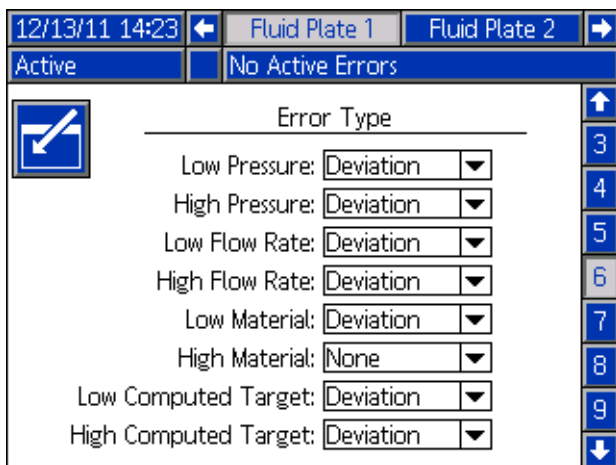 12/13/11 14:23 Fluid Plate 1 Fluid Plate 2
Active No Active Errors
Error Type
Low Pressure: Deviation
High Pressure: Deviation
Low Flow Rate: Deviation
High Flow Rate: Deviation
Low Material: Deviation
High Material: None
Low Computed Target: Deviation
High Computed Target: Deviation
3
4
5
6
7
8
9